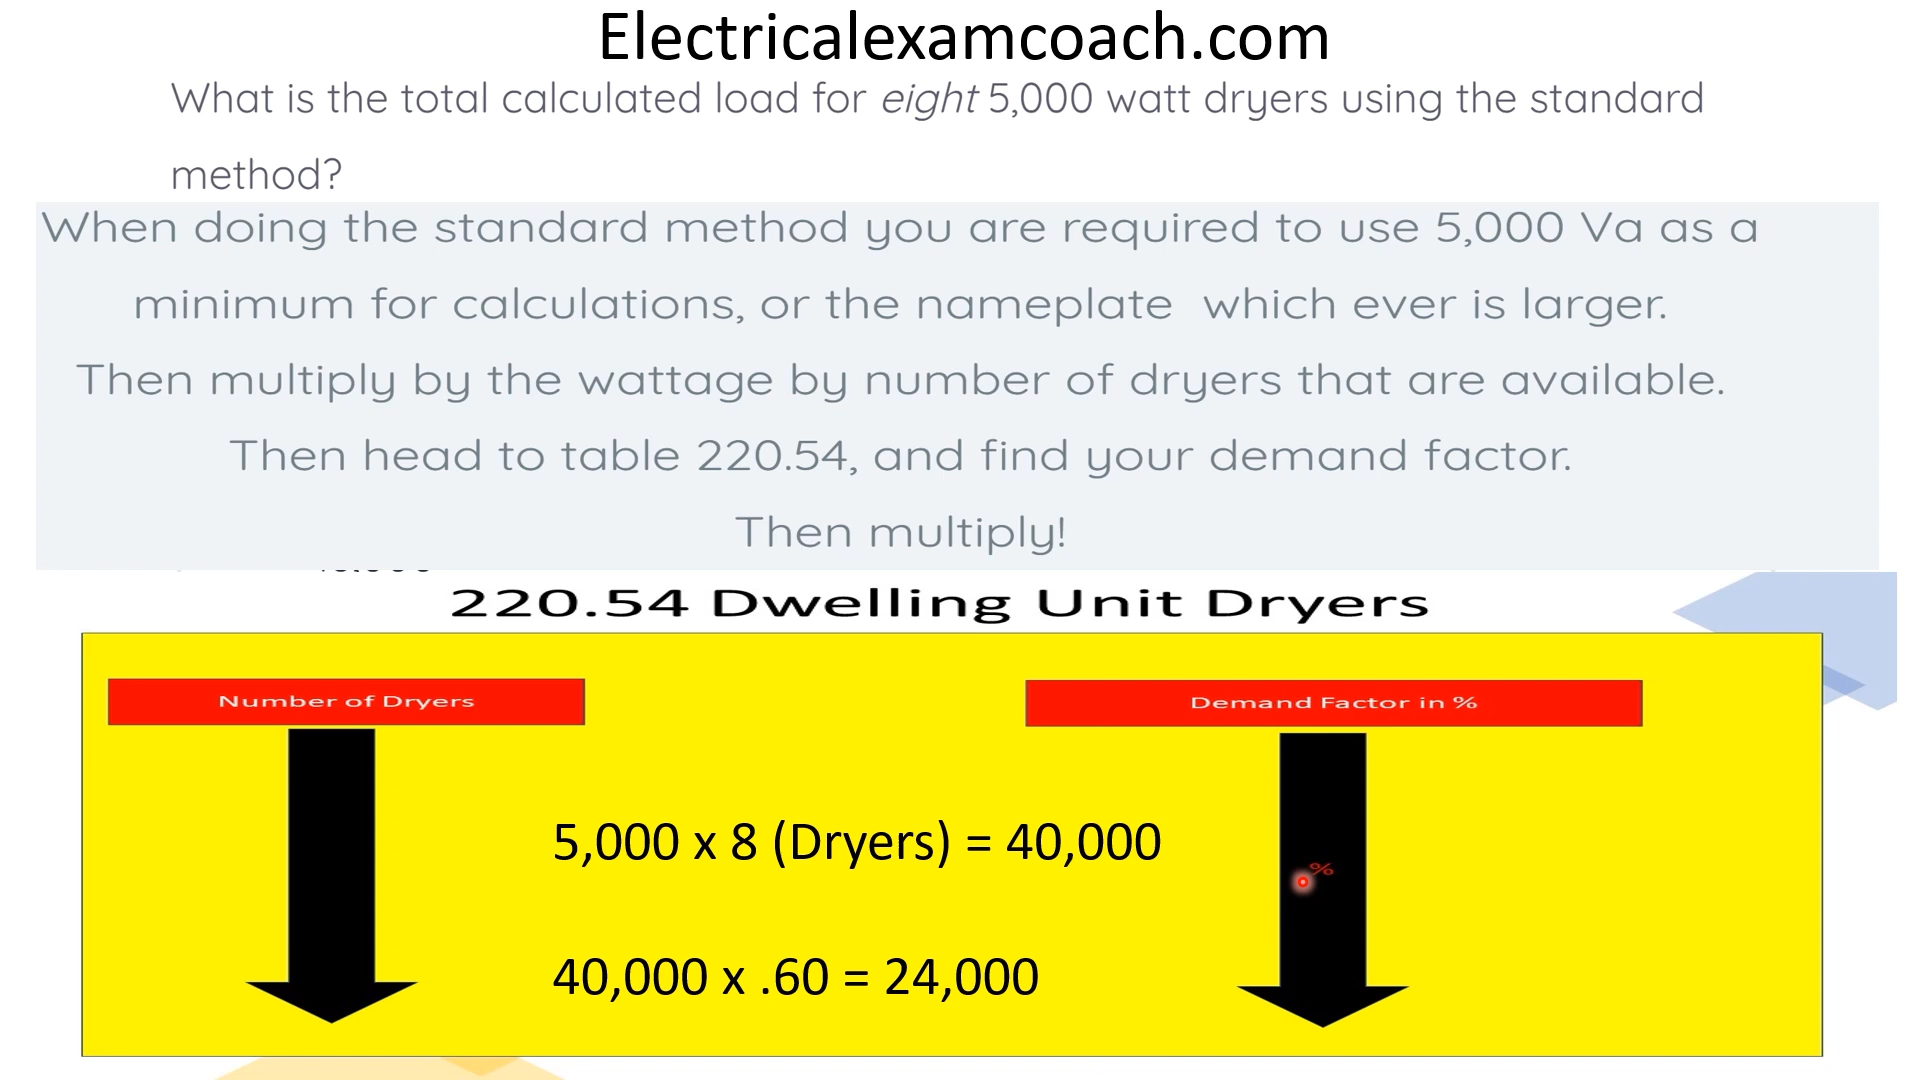 Electricalexamcoach.com
What is the total calculated load for eight 5,000 watt dryers using the standard
method?
When doing the standard method you are required to use 5,000 Va as a
minimum for calculations, or the nameplate which ever is larger.
Then multiply by the wattage by number of dryers that are available.
Then head to table 220.54, and find your demand factor.
Then multiply!
220.54 Dwelling Unit Dryers
Number of Dryers
Demand Factor in %
5,000 x 8 (Dryers) = 40,000
%
40,000 x .60 = 24,000